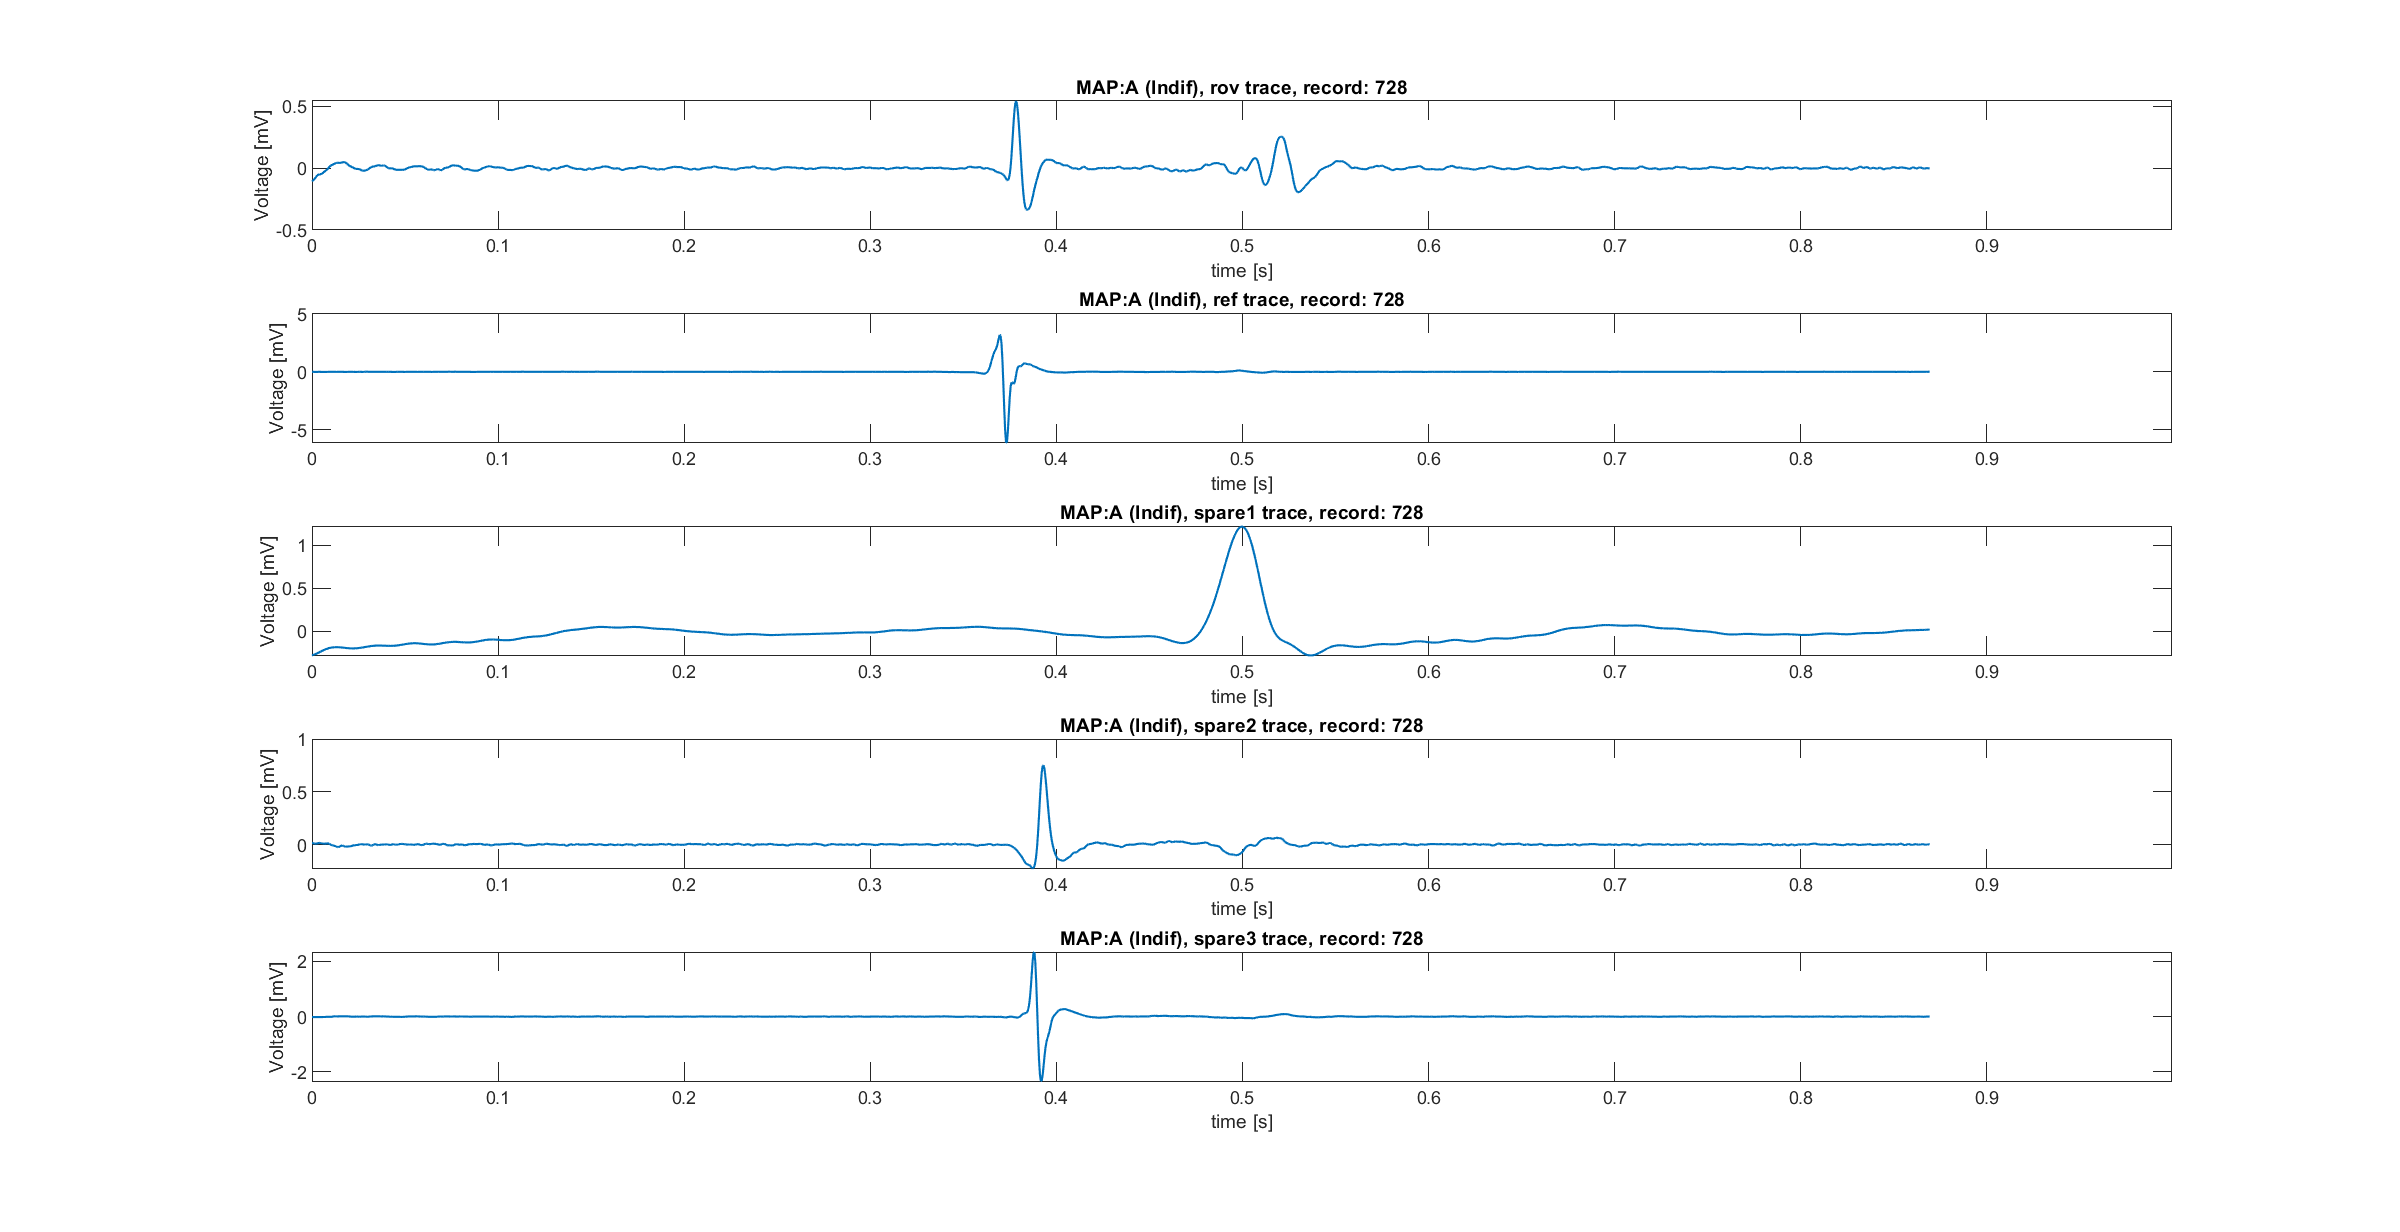 MAP:A (Indif), rov trace, record: 728
Voltage [mV]
0.5
0
-0.5
0 0.1 0.2 0.3 0.4 0.5 0.6 0.7 0.8 0.9
time [s]
MAP:A (Indif), ref trace, record: 728
Voltage [mV]
5
0
-5
0 0.1 0.2 0.3 0.4 0.5 0.6 0.7 0.8 0.9
time [s]
MAP:A (Indif), spare1 trace, record: 728
Voltage [mV]
1
0.5
0
0 0.1 0.2 0.3 0.4 0.5 0.6 0.7 0.8 0.9
time [s]
MAP:A (Indif), spare2 trace, record: 728
Voltage [mV]
1
0.5
0
0 0.1 0.2 0.3 0.4 0.5 0.6 0.7 0.8 0.9
time [s]
MAP:A (Indif), spare3 trace, record: 728
Voltage [mV]
2
0
-2
0 0.1 0.2 0.3 0.4 0.5 0.6 0.7 0.8 0.9
time [s]